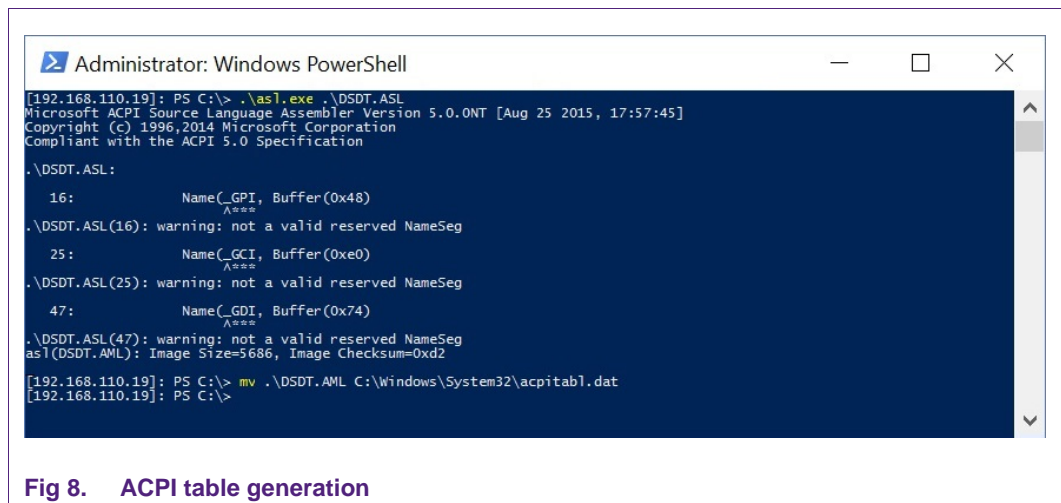 Administrator: Windows PowerShell
[192.168.110.19]: PS C:\> .\asl.exe .\DSDT.ASL
Microsoft ACPI Source Language Assembler Version 5.0.0NT [Aug 25 2015, 17:57:45]
Copyright (c) 1996,2014 Microsoft Corporation
Compliant with the ACPI 5.0 Specification
.\DSDT.ASL:
16: Name(_GPI, Buffer(0x48)
^***
.\DSDT.ASL(16): warning: not a valid reserved NameSeg
25: Name(_GCI, Buffer(0xe0)
^***
.\DSDT.ASL(25): warning: not a valid reserved NameSeg
47: Name(_GDI, Buffer(0x74)
^***
.\DSDT.ASL(47): warning: not a valid reserved NameSeg
asl(DSDT.AML): Image Size=5686, Image Checksum=0xd2
[192.168.110.19]: PS C:\> mv .\DSDT.AML C:\Windows\System32\acpitabl.dat
[192.168.110.19]: PS C:\>
Fig 8. ACPI table generation